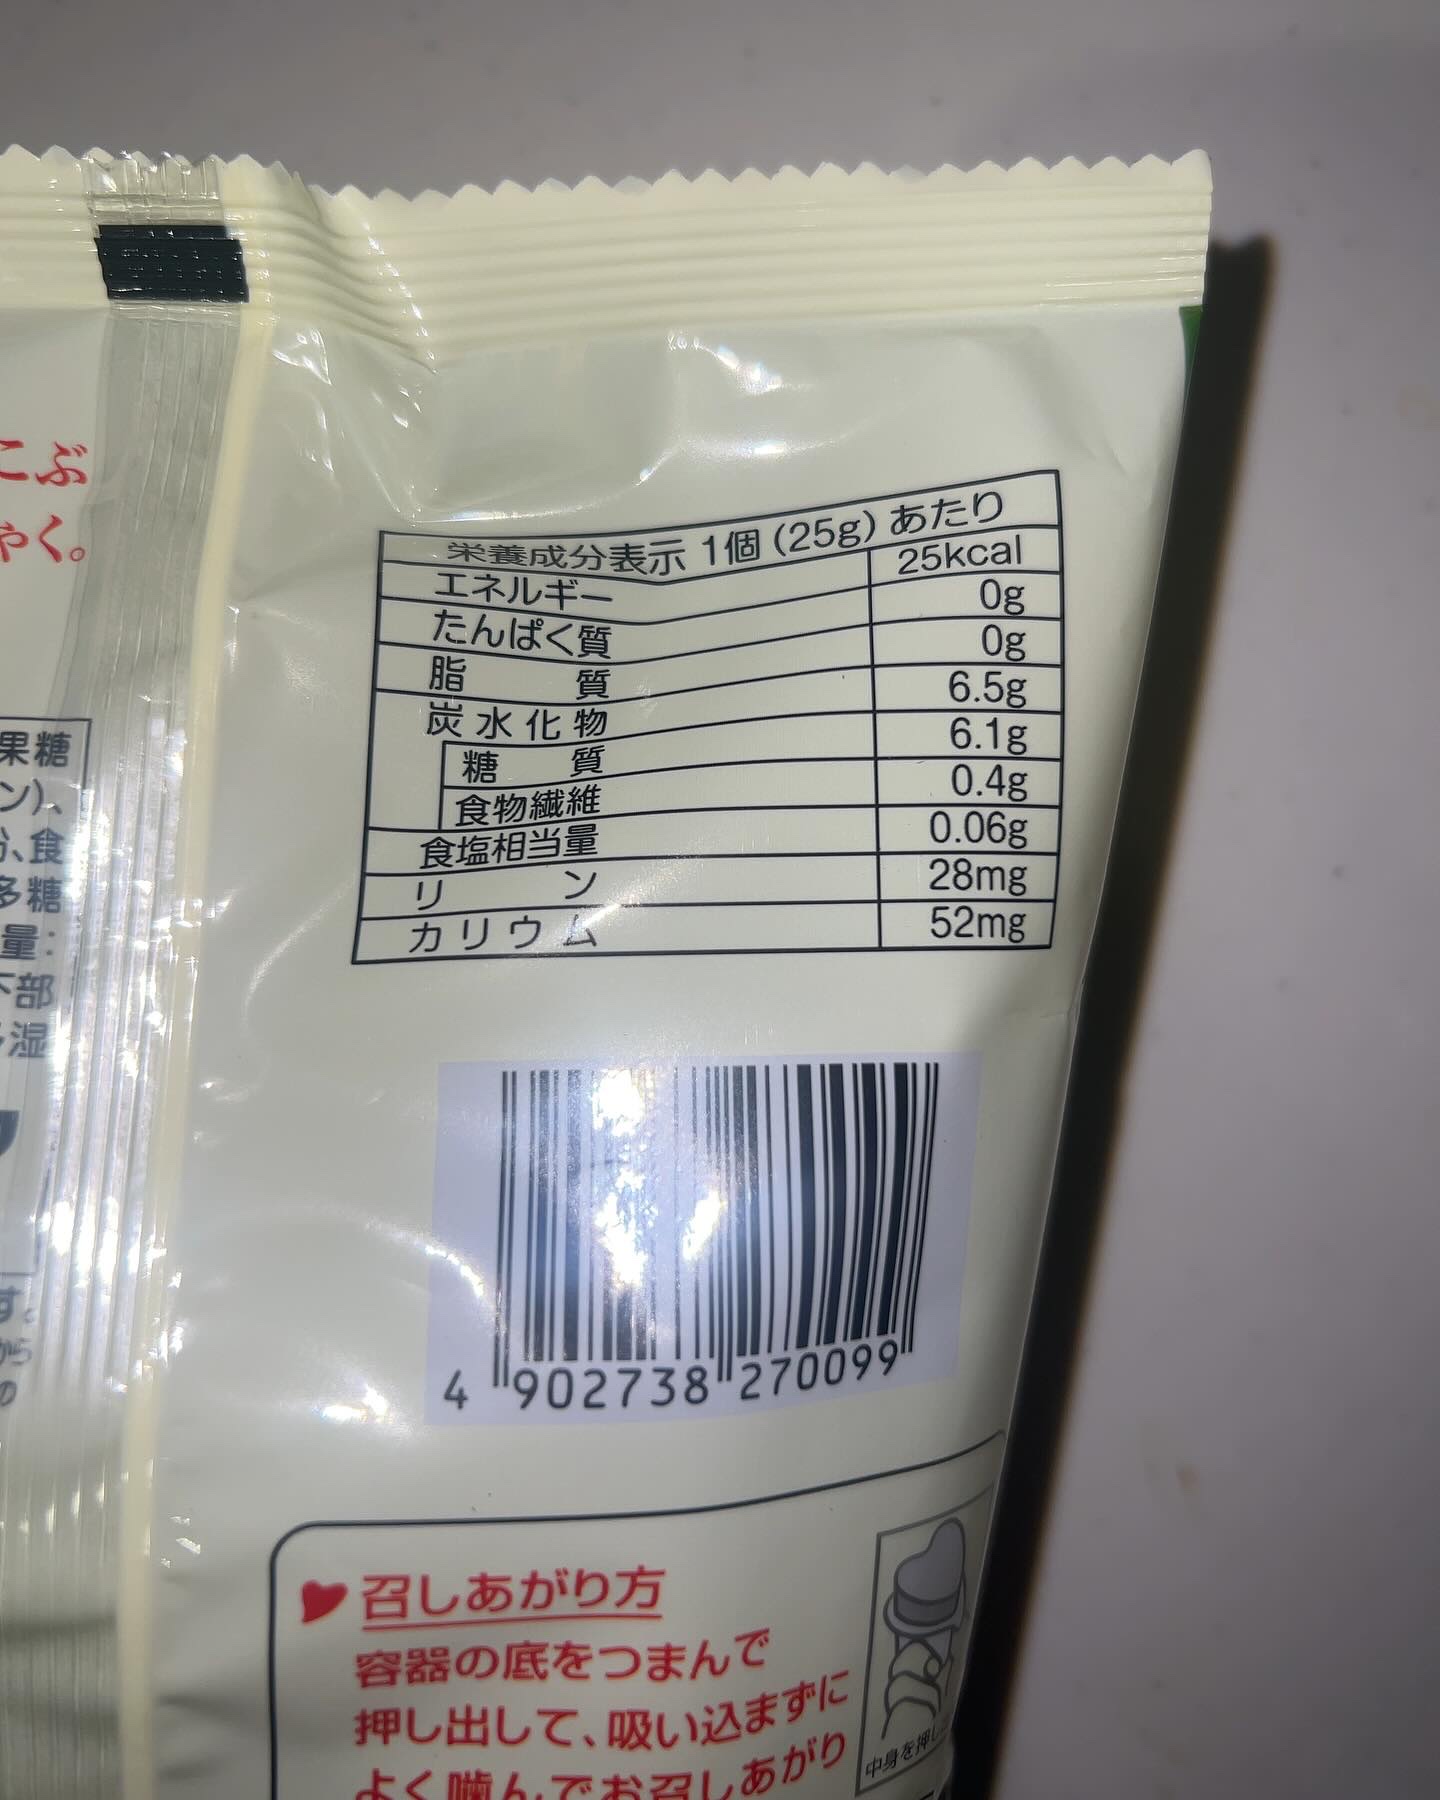 こぶ
ゃく。
果糖
ン)、
分、食
多糖
量:
下部
多湿
す。
から
の
栄養成分表示 1個(25g)あたり
エネルギー 25kcal
たんぱく質 0g
脂質 0g
炭水化物 6.5g
糖質 6.1g
食物繊維 0.4g
食塩相当量 0.06g
リン 28mg
カリウム 52mg
4 902738 270099
召しあがり方
容器の底をつまんで
押し出して、吸い込まずに
よく噛んでお召しあがり
中身を押し